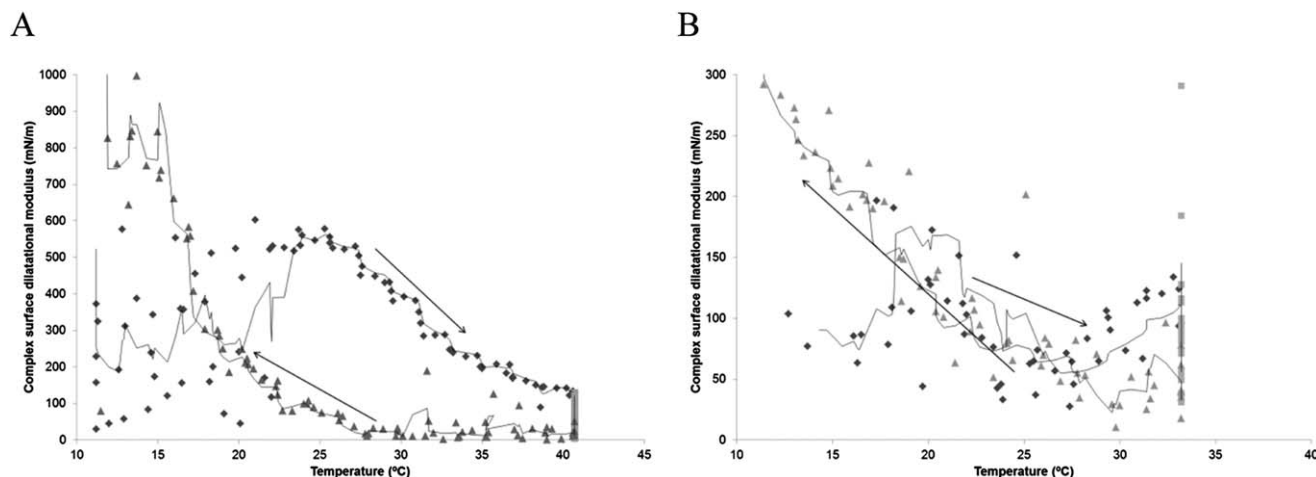 A
B
1000
900
800
700
600
500
400
300
200
100
0
Complex surface dilatational modulus (mN/m)
10 15 20 25 30 35 40 45
Temperature (ºC)
300
250
200
150
100
50
0
Complex surface dilatational modulus (mN/m)
10 15 20 25 30 35 40
Temperature (ºC)